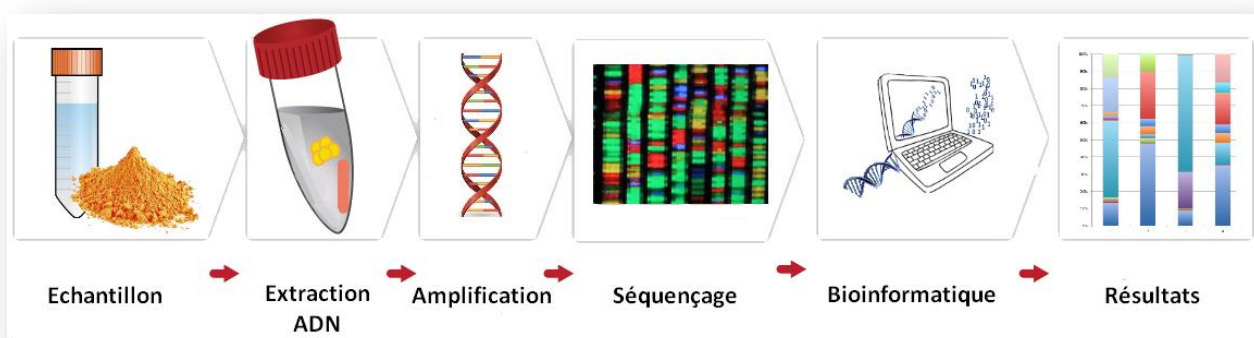 Echantillon
Extraction
ADN
Amplification
Séquençage
Bioinformatique
Résultats